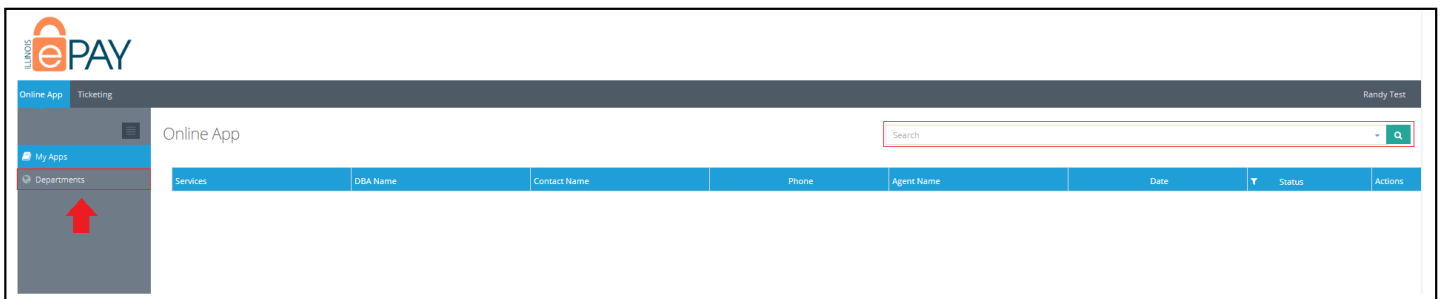 ILLINOIS
ePAY
Online App Ticketing Randy Test
Online App Search
My Apps
Departments
Services DBA Name Contact Name Phone Agent Name Date Status Actions